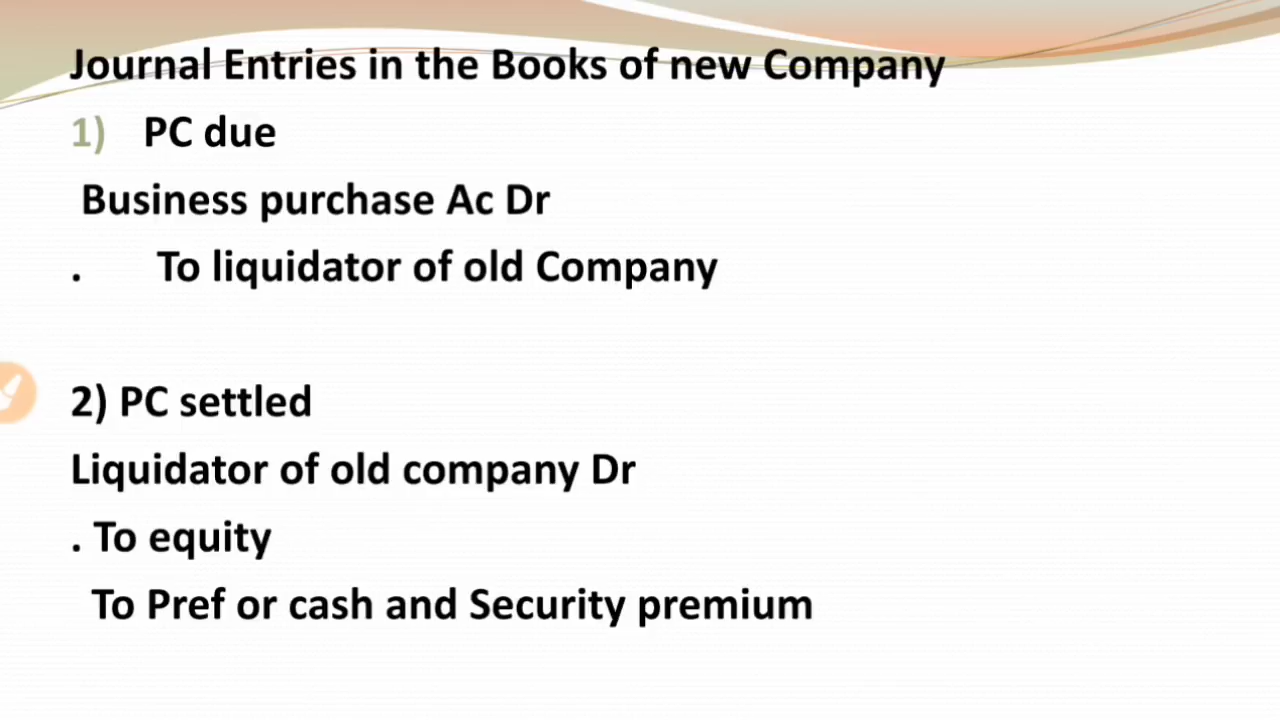 Journal Entries in the Books of new Company
1) PC due
Business purchase Ac Dr
. To liquidator of old Company
2) PC settled
Liquidator of old company Dr
. To equity
To Pref or cash and Security premium